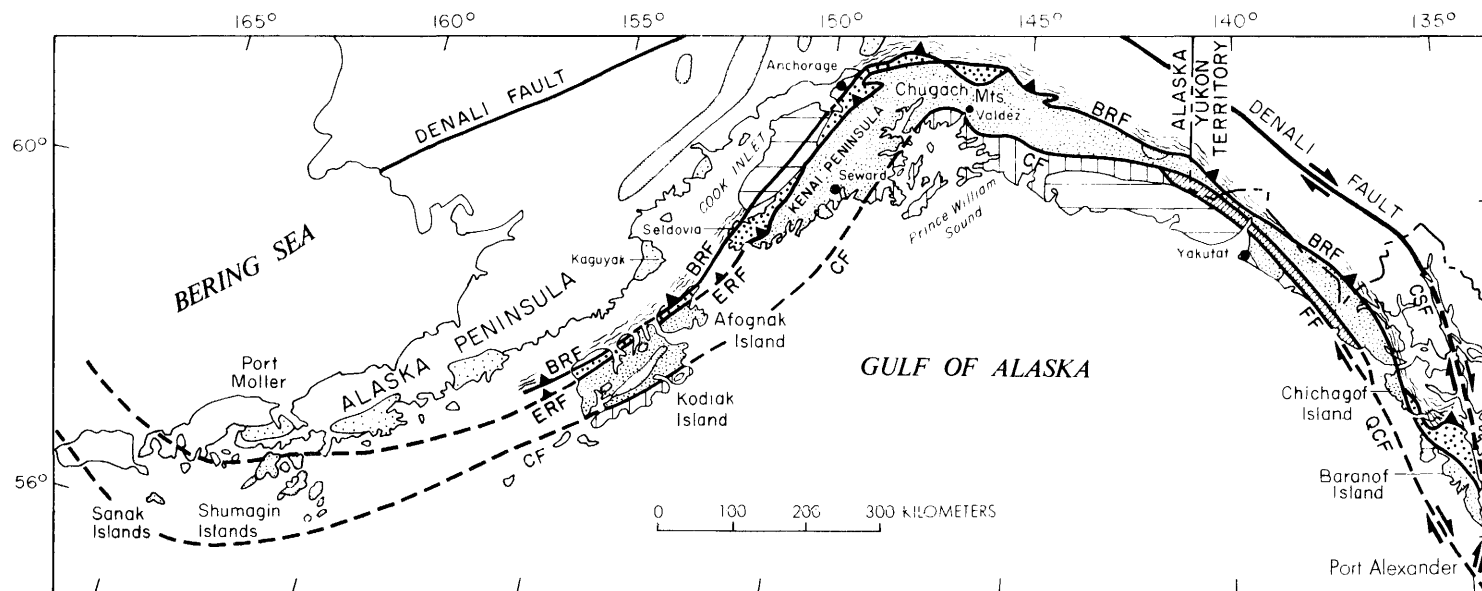 165°
160°
155°
150°
145°
140°
135°
60°
56°
DENALI FAULT
Anchorage
Chugach Mts.
Valdez
BRF
ALASKA
YUKON
TERRITORY
DENALI
FAULT
COOK INLET
KENAI PENINSULA
Seward
CF
Prince William
Sound
Seldovia
Kaguyak
BRF
ERF
CF
Yakutat
BRF
FF
CSF
BERING SEA
ALASKA PENINSULA
Port
Moller
BRF
ERF
Afognak
Island
Kodiak
Island
CF
GULF OF ALASKA
Chichagof
Island
QCF
Baranof
Island
Sanak
Islands
Shumagin
Islands
0 100 200 300 KILOMETERS
Port Alexander